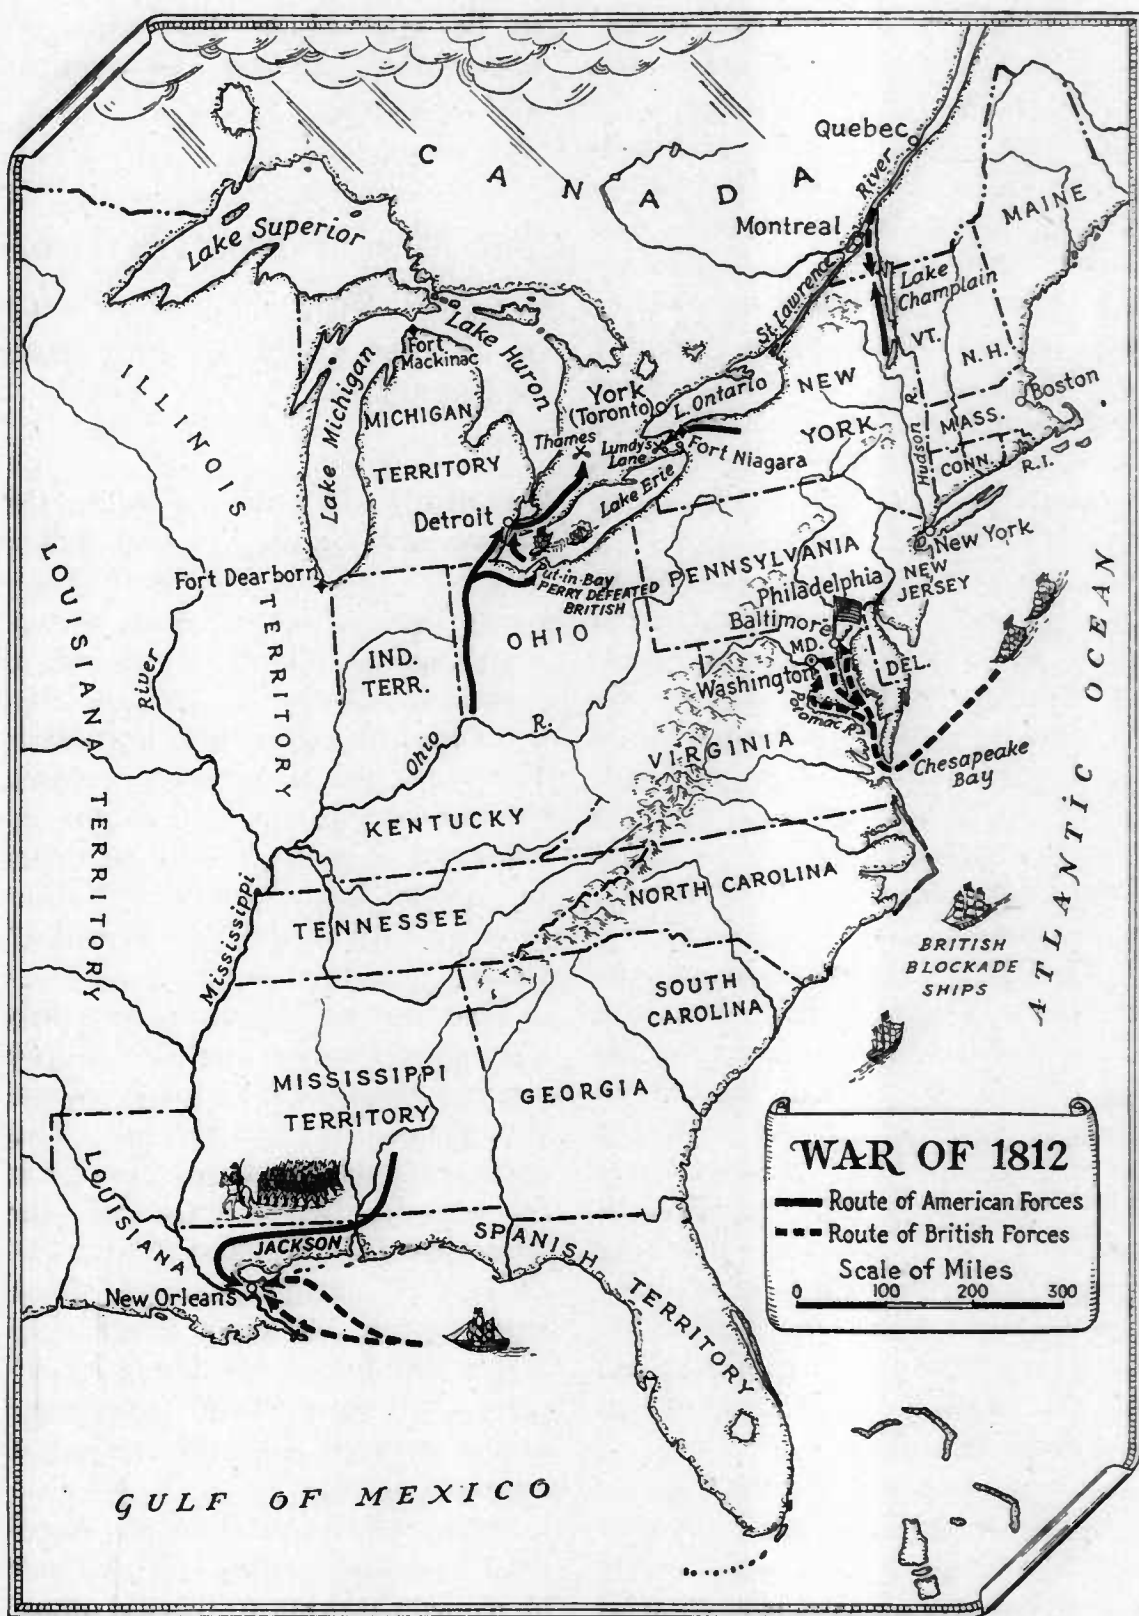 CANADA
Quebec
River
MAINE
Montreal
Lake Superior
St Lawrence
Lake
Champlain
VT.
N.H.
Lake Huron
Fort
Mackinac
ILLINOIS
TERRITORY
Lake Michigan
MICHIGAN
TERRITORY
York
(Toronto)
L. Ontario
NEW
YORK
Boston
MASS.
CONN.
R.I.
Hudson R.
Thames
Lundys
Lane
Fort Niagara
Lake Erie
Detroit
New York
PENNSYLVANIA
Fort Dearborn
Put-in-Bay
PERRY DEFEATED
BRITISH
NEW
JERSEY
Philadelphia
Baltimore
OHIO
MD.
DEL.
Washington
IND.
TERR.
LOUISIANA
TERRITORY
River
Potomac R.
Ohio
R.
VIRGINIA
Chesapeake
Bay
ATLANTIC OCEAN
KENTUCKY
NORTH CAROLINA
TENNESSEE
Mississippi
BRITISH
BLOCKADE
SHIPS
SOUTH
CAROLINA
MISSISSIPPI
TERRITORY
GEORGIA
WAR OF 1812
Route of American Forces
Route of British Forces
Scale of Miles
0 100 200 300
LOUISIANA
JACKSON
SPANISH
TERRITORY
New Orleans
GULF OF MEXICO